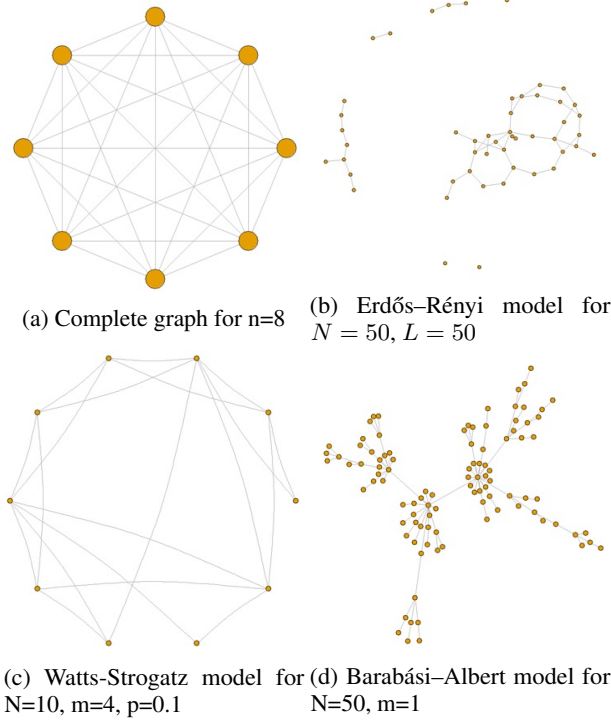 (a) Complete graph for n=8
(b) Erdős–Rényi model for
N = 50, L = 50
(c) Watts-Strogatz model for
N=10, m=4, p=0.1
(d) Barabási–Albert model for
N=50, m=1